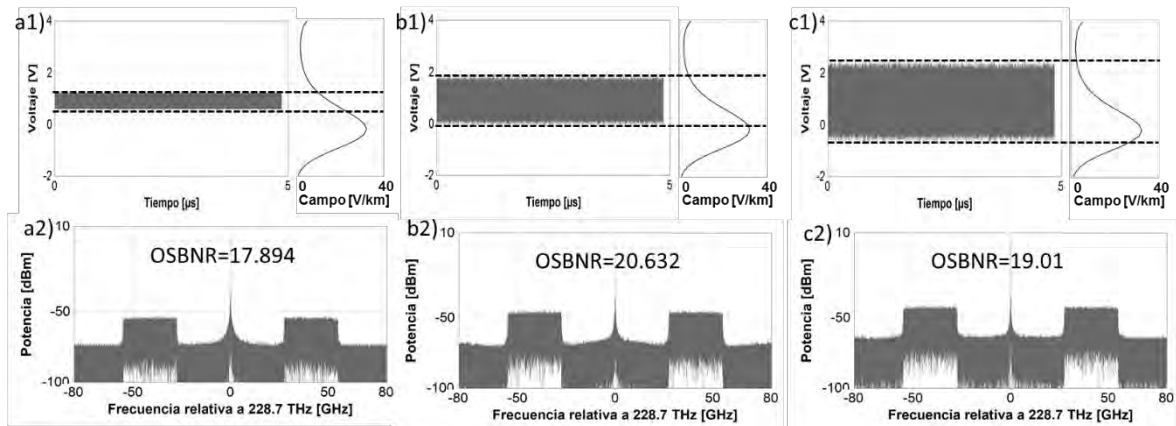 a1)
4
2
0
-2
Voltaje [V]
0
5
Tiempo [µs]
0
40
Campo [V/km]
b1)
4
2
0
-2
Voltaje [V]
0
5
Tiempo [µs]
0
40
Campo [V/km]
c1)
4
2
0
-2
Voltaje [V]
0
5
Tiempo [µs]
0
40
Campo [V/km]
a2)
10
-50
-100
Potencia [dBm]
OSBNR=17.894
-80
-50
0
50
80
Frecuencia relativa a 228.7 THz [GHz]
b2)
10
-50
-100
Potencia [dBm]
OSBNR=20.632
-80
-50
0
50
80
Frecuencia relativa a 228.7 THz [GHz]
c2)
10
-50
-100
Potencia [dBm]
OSBNR=19.01
-80
-50
0
50
80
Frecuencia relativa a 228.7 THz [GHz]